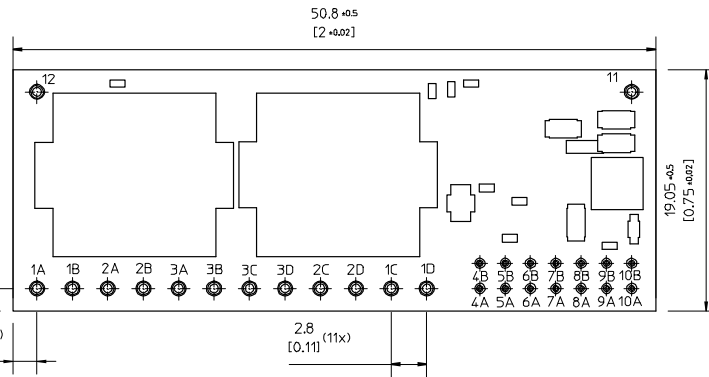 50.8 ±0.5
[2 ±0.02]
12
11
19.05 ±0.5
[0.75 ±0.02]
1A 1B 2A 2B 3A 3B 3C 3D 2C 2D 1C 1D
4B 5B 6B 7B 8B 9B 10B
4A 5A 6A 7A 8A 9A 10A
)
2.8 (11x)
[0.11]